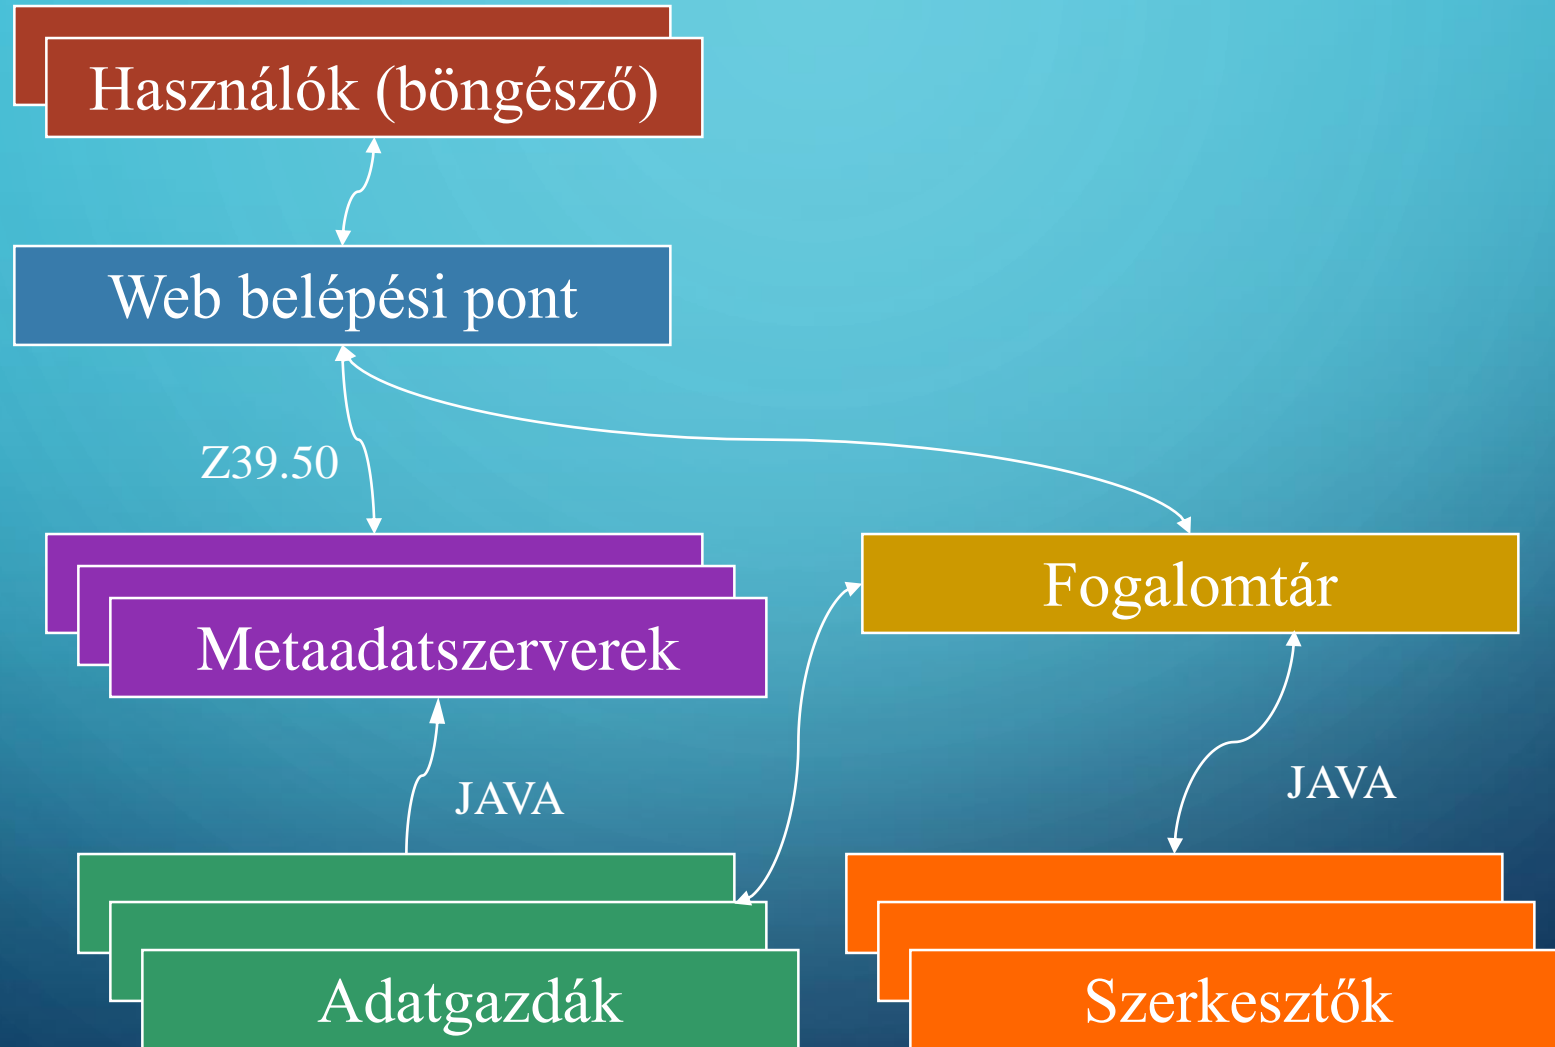 Használók (böngésző)
Web belépési pont
Z39.50
Fogalomtár
Metaadatszerverek
JAVA
JAVA
Adatgazdák
Szerkesztők